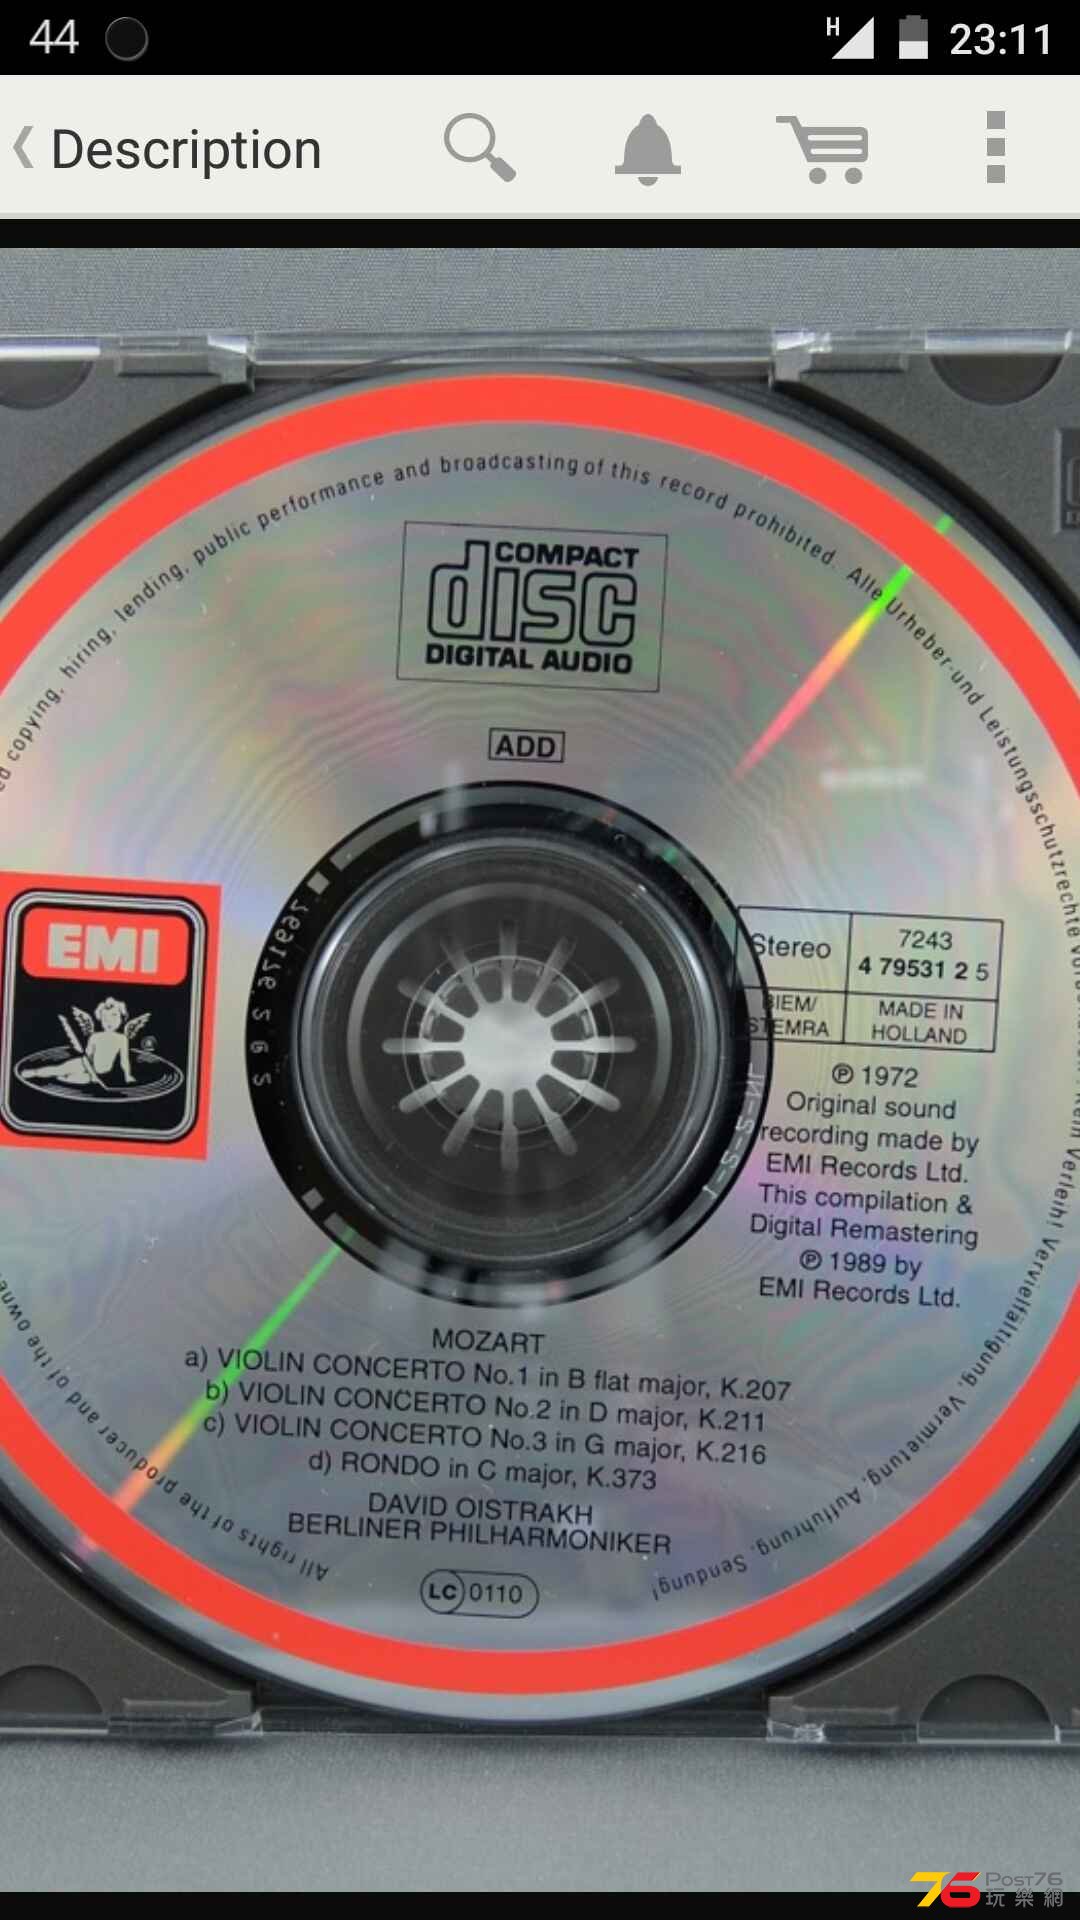 44
H
23:11
Description
ed copying, hiring, lending, public performance and broadcasting of this record prohibited. Alle Urheber-und Leistungsschutzrechte
Kein Verleih! Vervielfältigung, Vermietung, Aufführung, Sendung!
All rights of the producer and of the owne
COMPACT
disc
DIGITAL AUDIO
ADD
EMI
Stereo
7243
4 79531 2 5
BIEM/
STEMRA
MADE IN
HOLLAND
℗ 1972
Original sound
recording made by
EMI Records Ltd.
This compilation &
Digital Remastering
℗ 1989 by
EMI Records Ltd.
MOZART
a) VIOLIN CONCERTO No.1 in B flat major, K.207
b) VIOLIN CONCERTO No.2 in D major, K.211
c) VIOLIN CONCERTO No.3 in G major, K.216
d) RONDO in C major, K.373
DAVID OISTRAKH
BERLINER PHILHARMONIKER
LC 0110
76 Post76
玩樂網